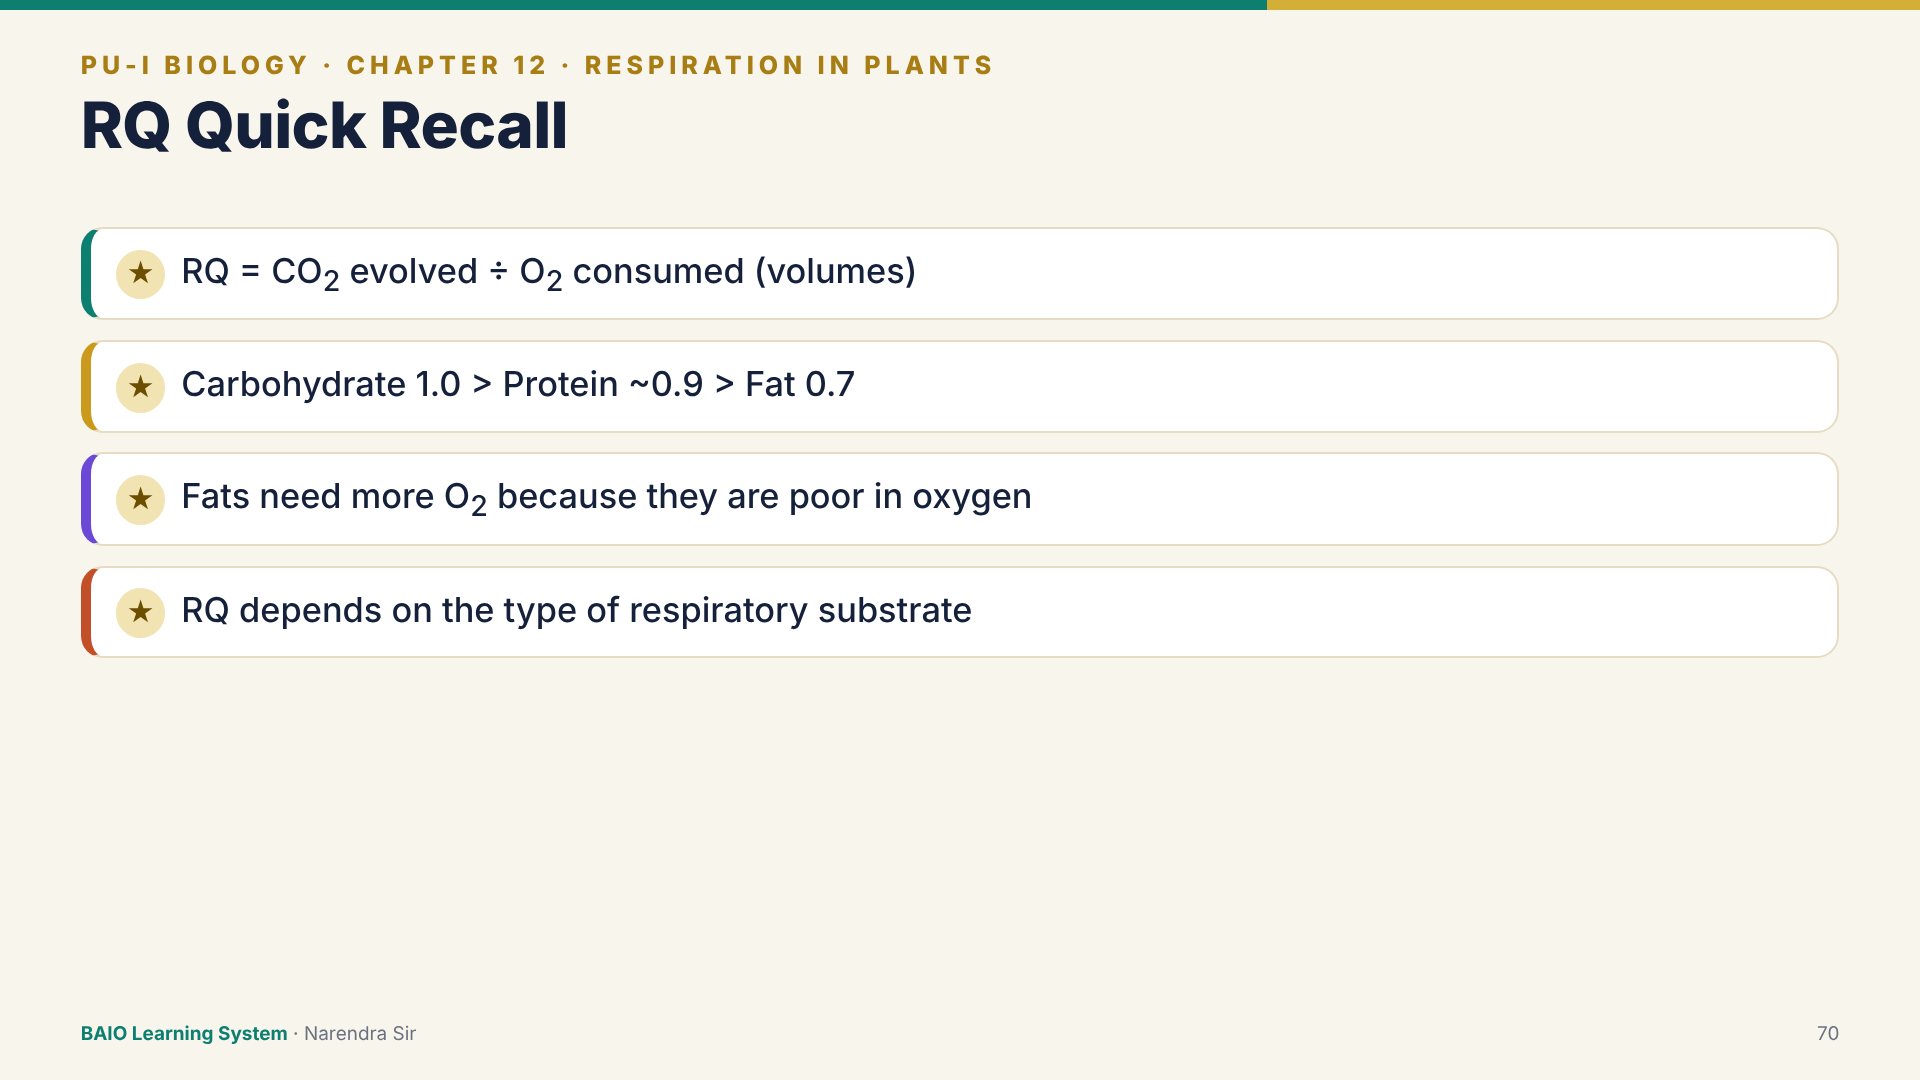 PU-I BIOLOGY · CHAPTER 12 · RESPIRATION IN PLANTS
RQ Quick Recall
★ RQ = CO₂ evolved ÷ O₂ consumed (volumes)
★ Carbohydrate 1.0 > Protein ~0.9 > Fat 0.7
★ Fats need more O₂ because they are poor in oxygen
★ RQ depends on the type of respiratory substrate
BAIO Learning System · Narendra Sir
70